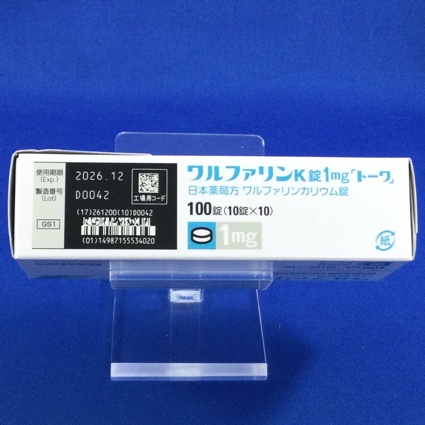 使用期限
(Exp.)
2026.12
製造番号
(Lot)
D0042
工場用コード
(17)261200(10)D0042
GS1
(01)14987155534020
ワルファリンK錠1mg「トーワ」
日本薬局方 ワルファリンカリウム錠
100錠(10錠×10)
1mg
紙